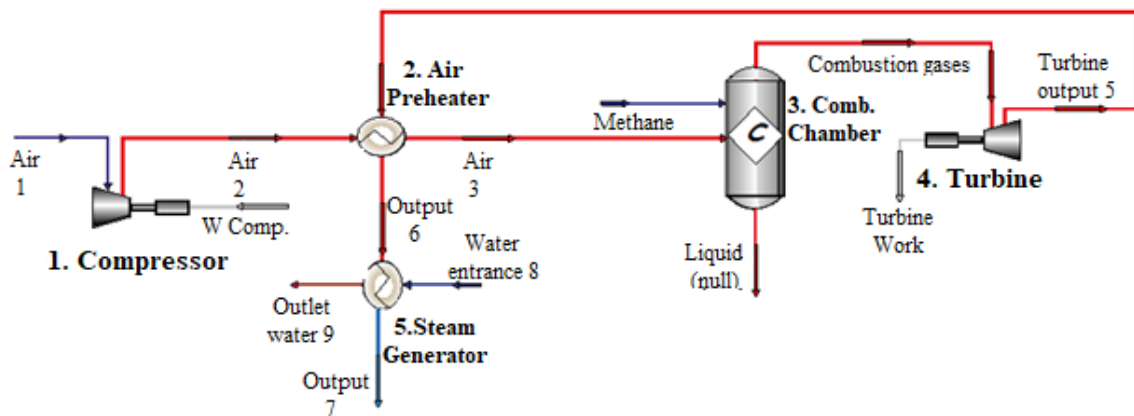 2. Air
Preheater
Combustion gases
Turbine
output 5
Methane
3. Comb.
Chamber
C
Air
1
Air
2
Air
3
4. Turbine
W Comp.
Output
6
Water
entrance 8
Turbine
Work
1. Compressor
Liquid
(null)
Outlet
water 9
5.Steam
Generator
Output
7